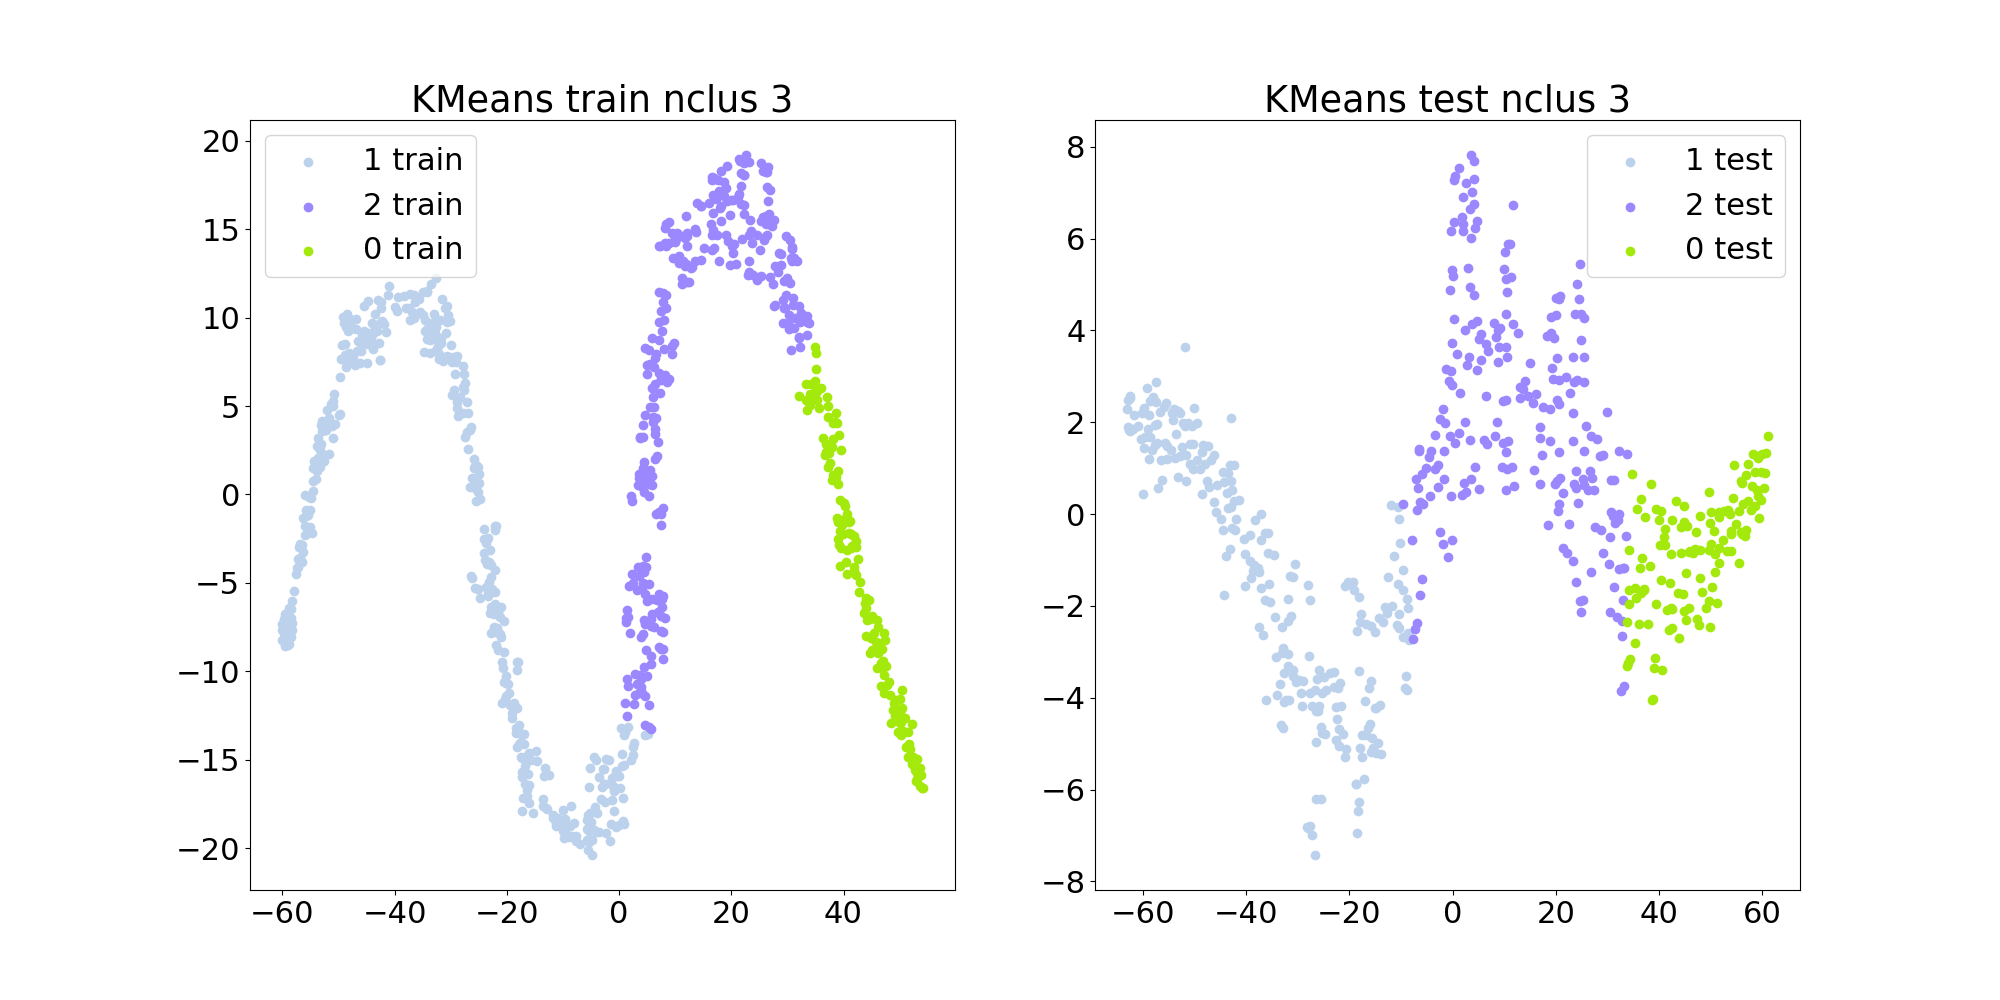 KMeans train nclus 3
20
15
10
5
0
−5
−10
−15
−20
1 train
2 train
0 train
−60 −40 −20 0 20 40
KMeans test nclus 3
8
6
4
2
0
−2
−4
−6
−8
1 test
2 test
0 test
−60 −40 −20 0 20 40 60